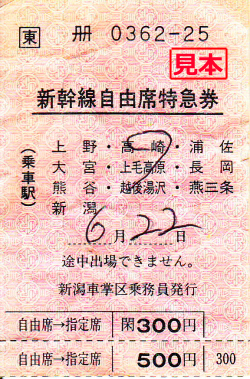 東 冊 0362-25
見本
新幹線自由席特急券
(乗車駅)
上野・高崎・浦佐
大宮・上毛高原・長岡
熊谷・越後湯沢・燕三条
新潟
6月22日
途中出場できません。
新潟車掌区乗務員発行
自由席→指定席 閑300円
自由席→指定席 500円 300